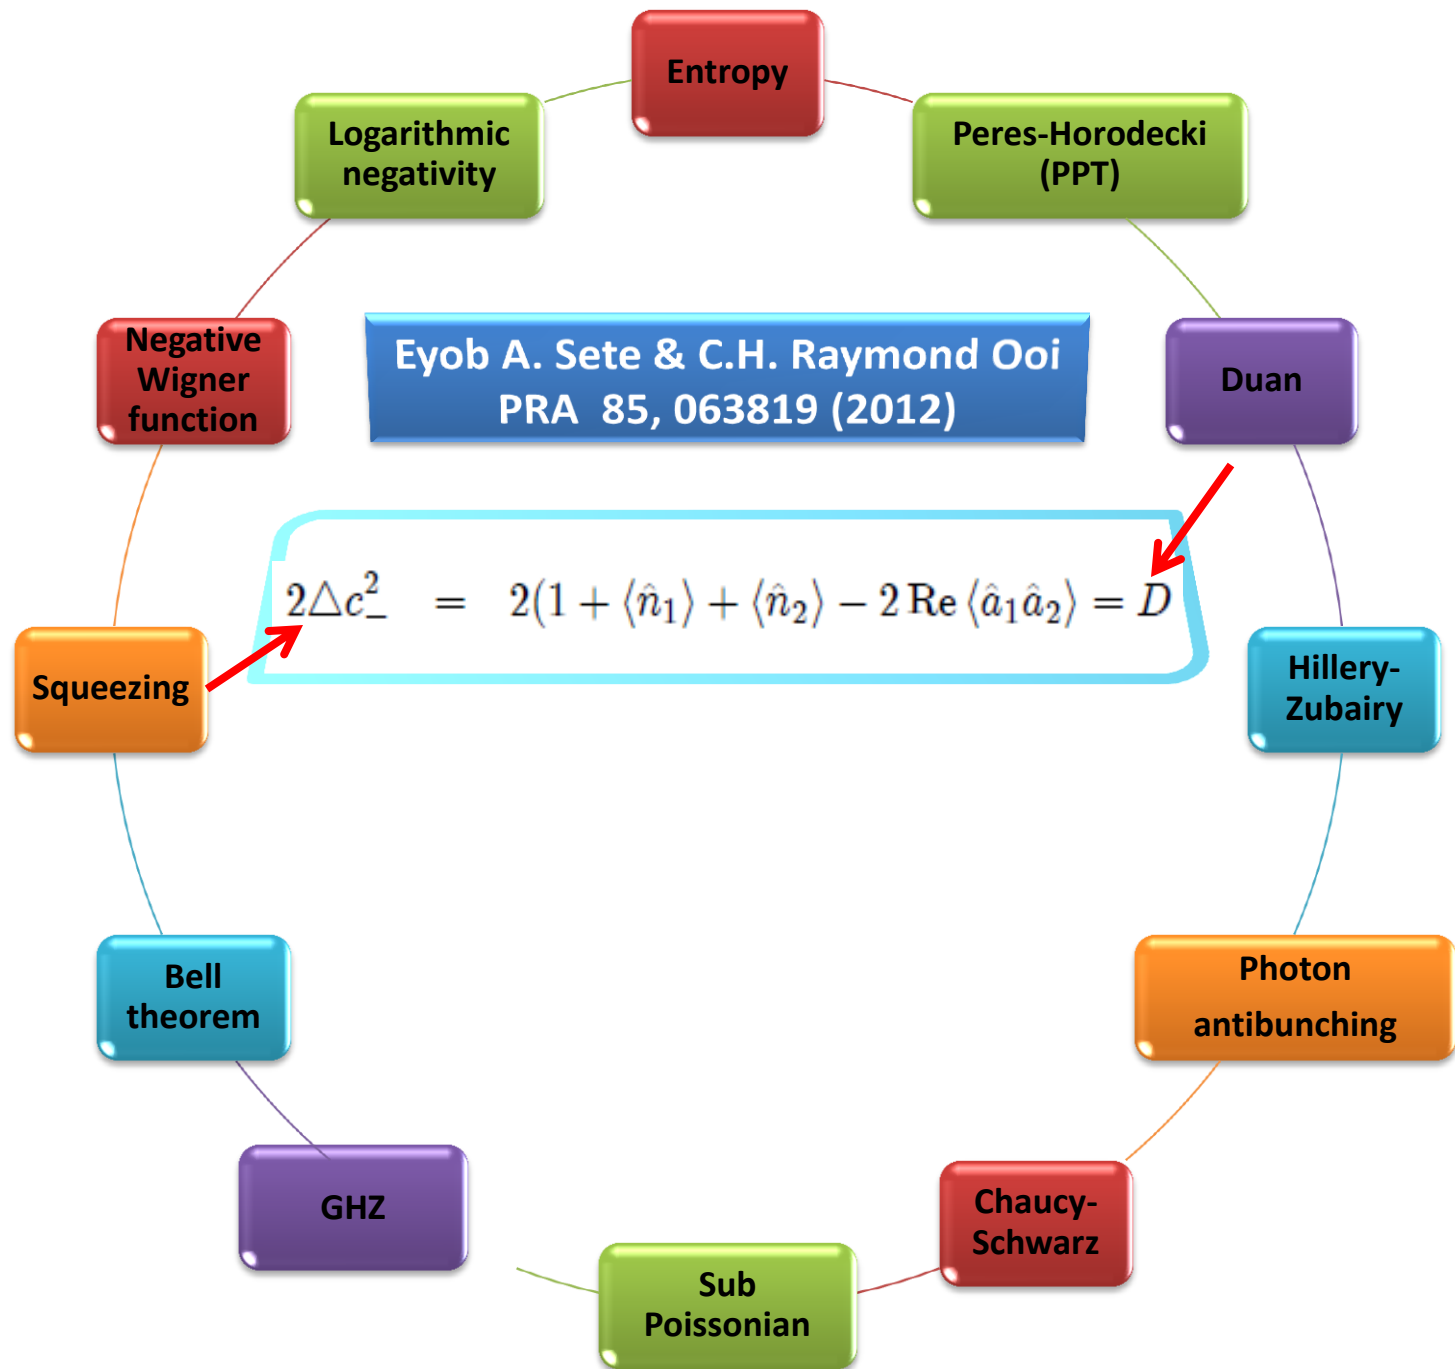 Entropy
Logarithmic
negativity
Peres-Horodecki
(PPT)
Negative
Wigner
function
Eyob A. Sete & C.H. Raymond Ooi
PRA 85, 063819 (2012)
Duan
2△c₋² = 2(1 + ⟨n̂₁⟩ + ⟨n̂₂⟩ − 2 Re ⟨â₁â₂⟩ = D
Squeezing
Hillery-
Zubairy
Bell
theorem
Photon
antibunching
GHZ
Chaucy-
Schwarz
Sub
Poissonian